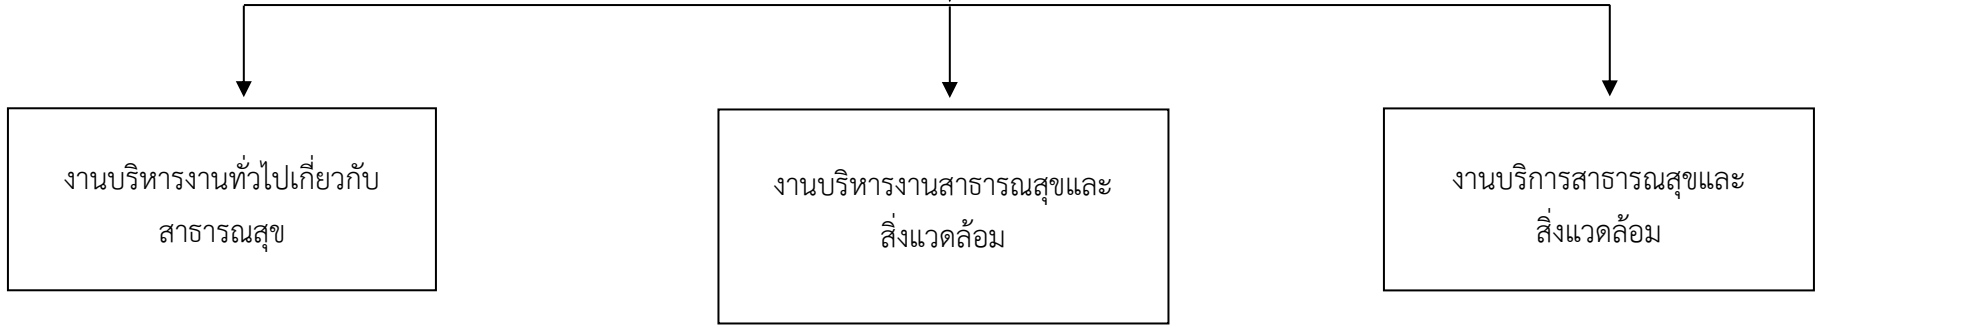 งานบริหารงานทั่วไปเกี่ยวกับ
สาธารณสุข
งานบริหารงานสาธารณสุขและ
สิ่งแวดล้อม
งานบริการสาธารณสุขและ
สิ่งแวดล้อม